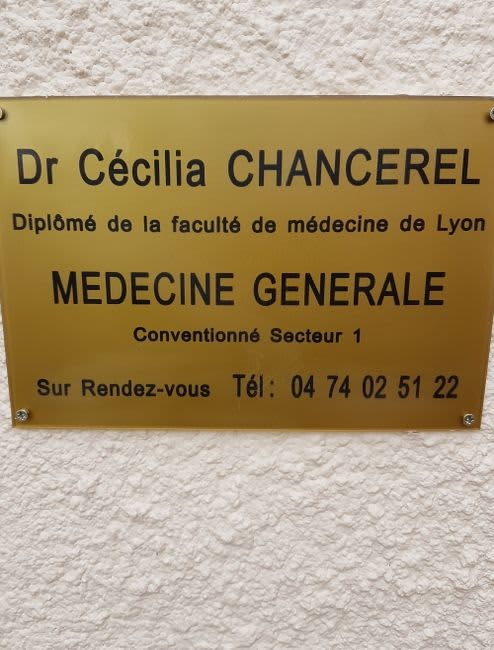 Dr Cécilia CHANCEREL
Diplômé de la faculté de médecine de Lyon
MEDECINE GENERALE
Conventionné Secteur 1
Sur Rendez-vous Tél: 04 74 02 51 22